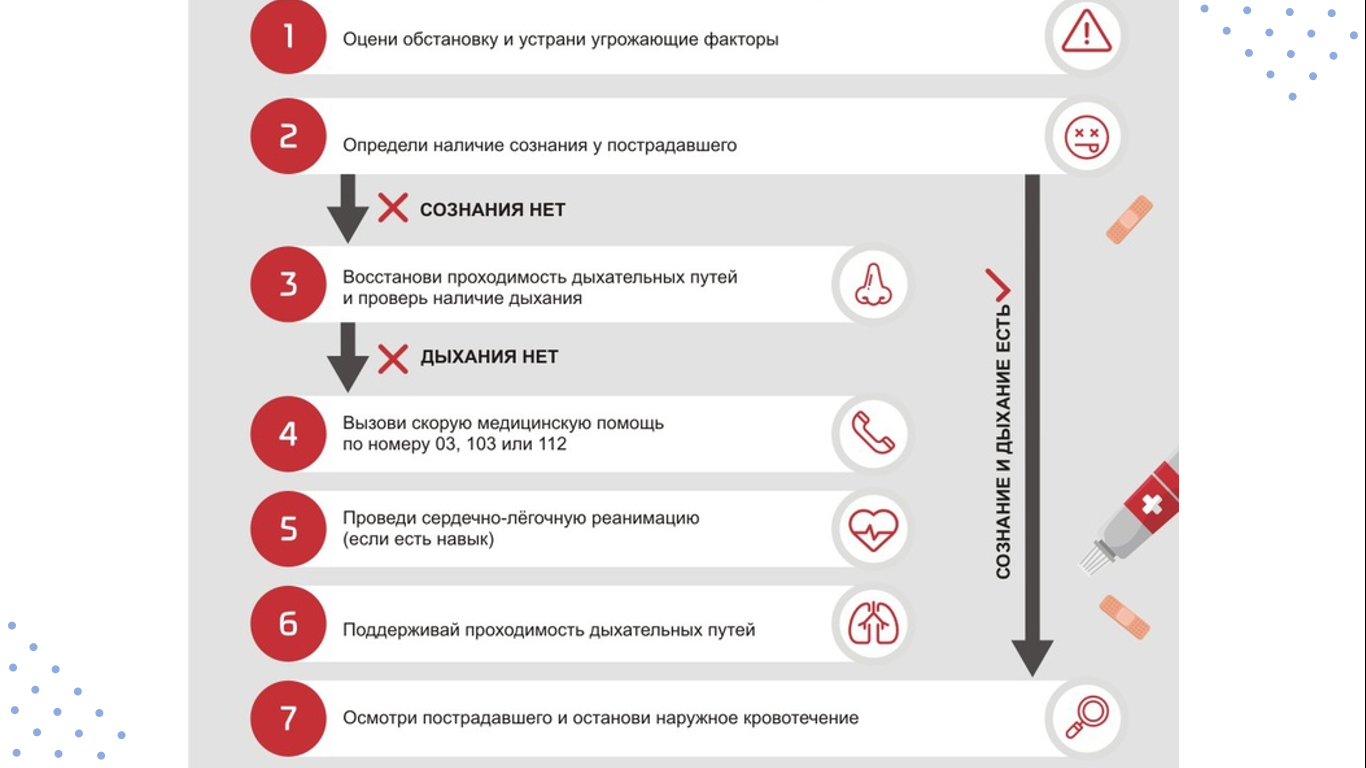 1
Оцени обстановку и устрани угрожающие факторы
2
Определи наличие сознания у пострадавшего
СОЗНАНИЯ НЕТ
3
Восстанови проходимость дыхательных путей
и проверь наличие дыхания
ДЫХАНИЯ НЕТ
4
Вызови скорую медицинскую помощь
по номеру 03, 103 или 112
5
Проведи сердечно-лёгочную реанимацию
(если есть навык)
6
Поддерживай проходимость дыхательных путей
СОЗНАНИЕ И ДЫХАНИЕ ЕСТЬ
7
Осмотри пострадавшего и останови наружное кровотечение